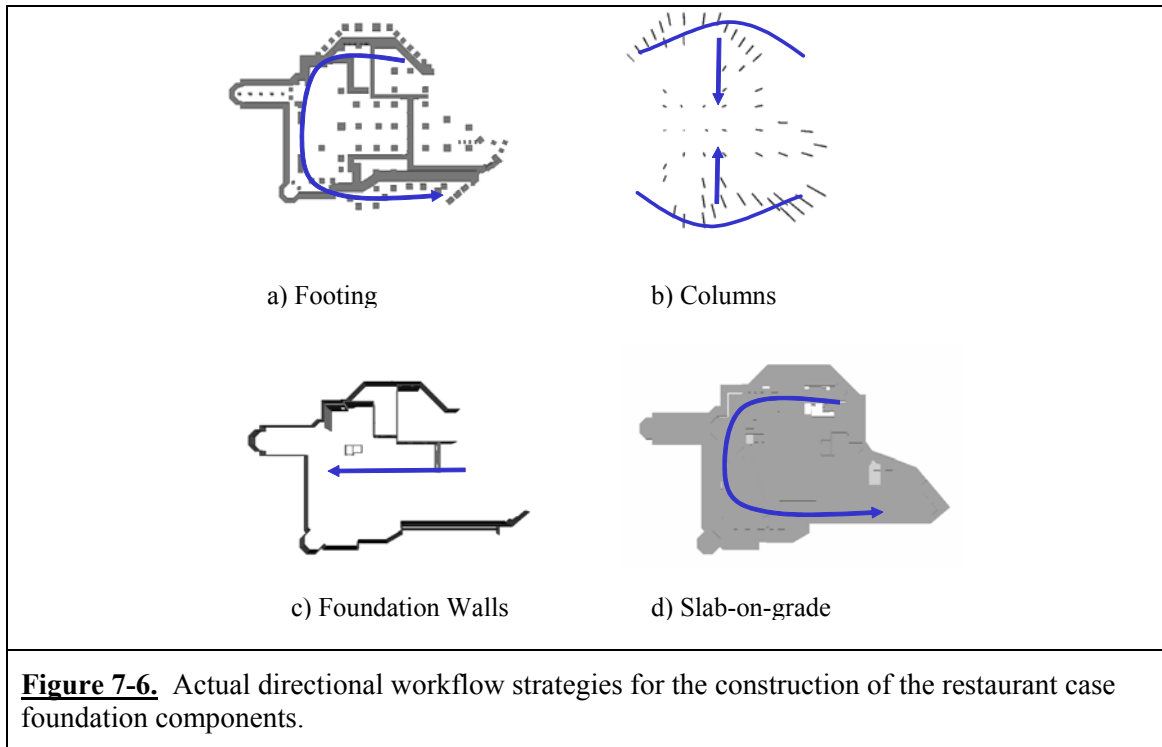 a) Footing
b) Columns
c) Foundation Walls
d) Slab-on-grade
Figure 7-6. Actual directional workflow strategies for the construction of the restaurant case
foundation components.